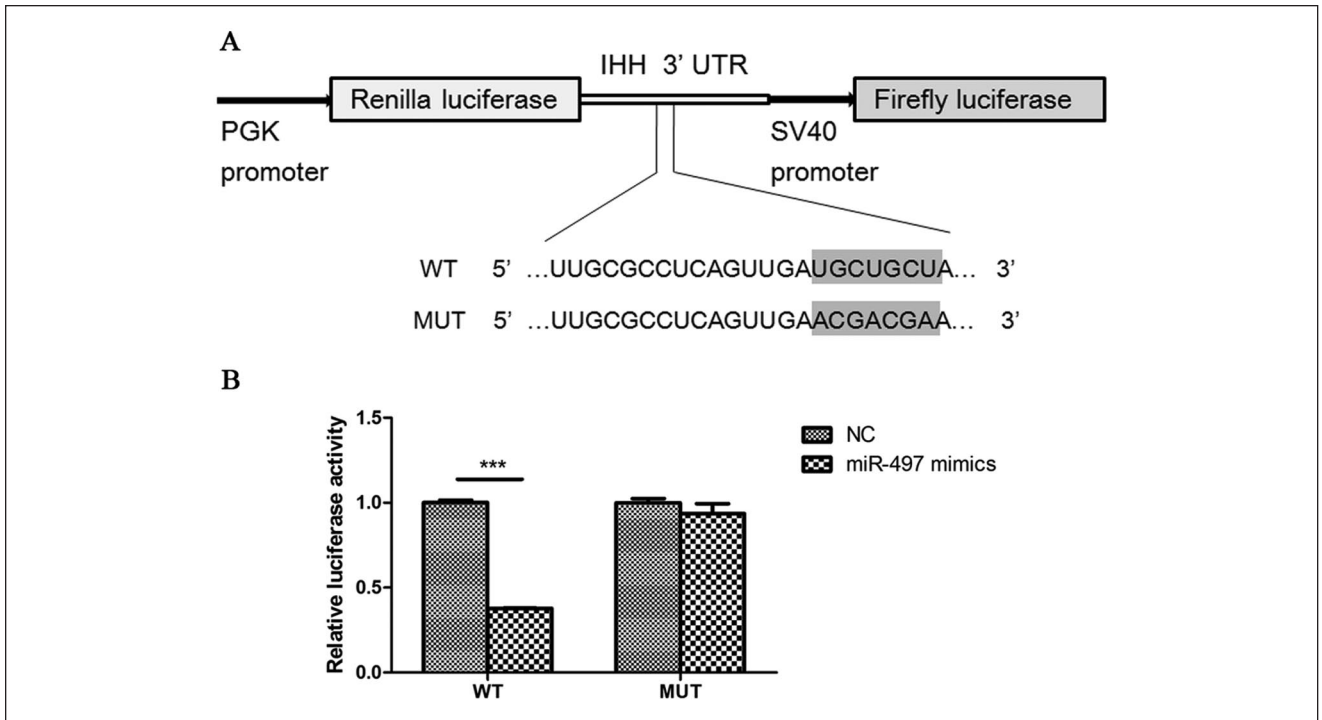 A
IHH 3' UTR
Renilla luciferase
Firefly luciferase
PGK
promoter
SV40
promoter
WT 5' ...UUGCGCCUCAGUUGAUGCUGCUA... 3'
MUT 5' ...UUGCGCCUCAGUUGAACGACGAA... 3'
B
Relative luciferase activity
1.5
1.0
0.5
0.0
***
NC
miR-497 mimics
WT
MUT